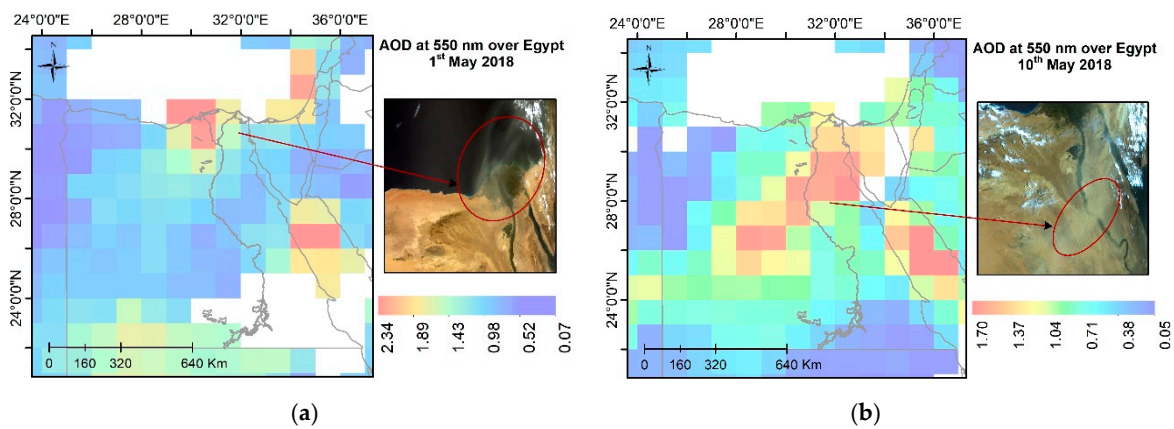 24°0'0"E 28°0'0"E 32°0'0"E 36°0'0"E
N
AOD at 550 nm over Egypt
1st May 2018
32°0'0"N
28°0'0"N
24°0'0"N
0 160 320 640 Km
2.34 1.89 1.43 0.98 0.52 0.07
(a)
24°0'0"E 28°0'0"E 32°0'0"E 36°0'0"E
N
AOD at 550 nm over Egypt
10th May 2018
32°0'0"N
28°0'0"N
24°0'0"N
0 160 320 640 Km
1.70 1.37 1.04 0.71 0.38 0.05
(b)